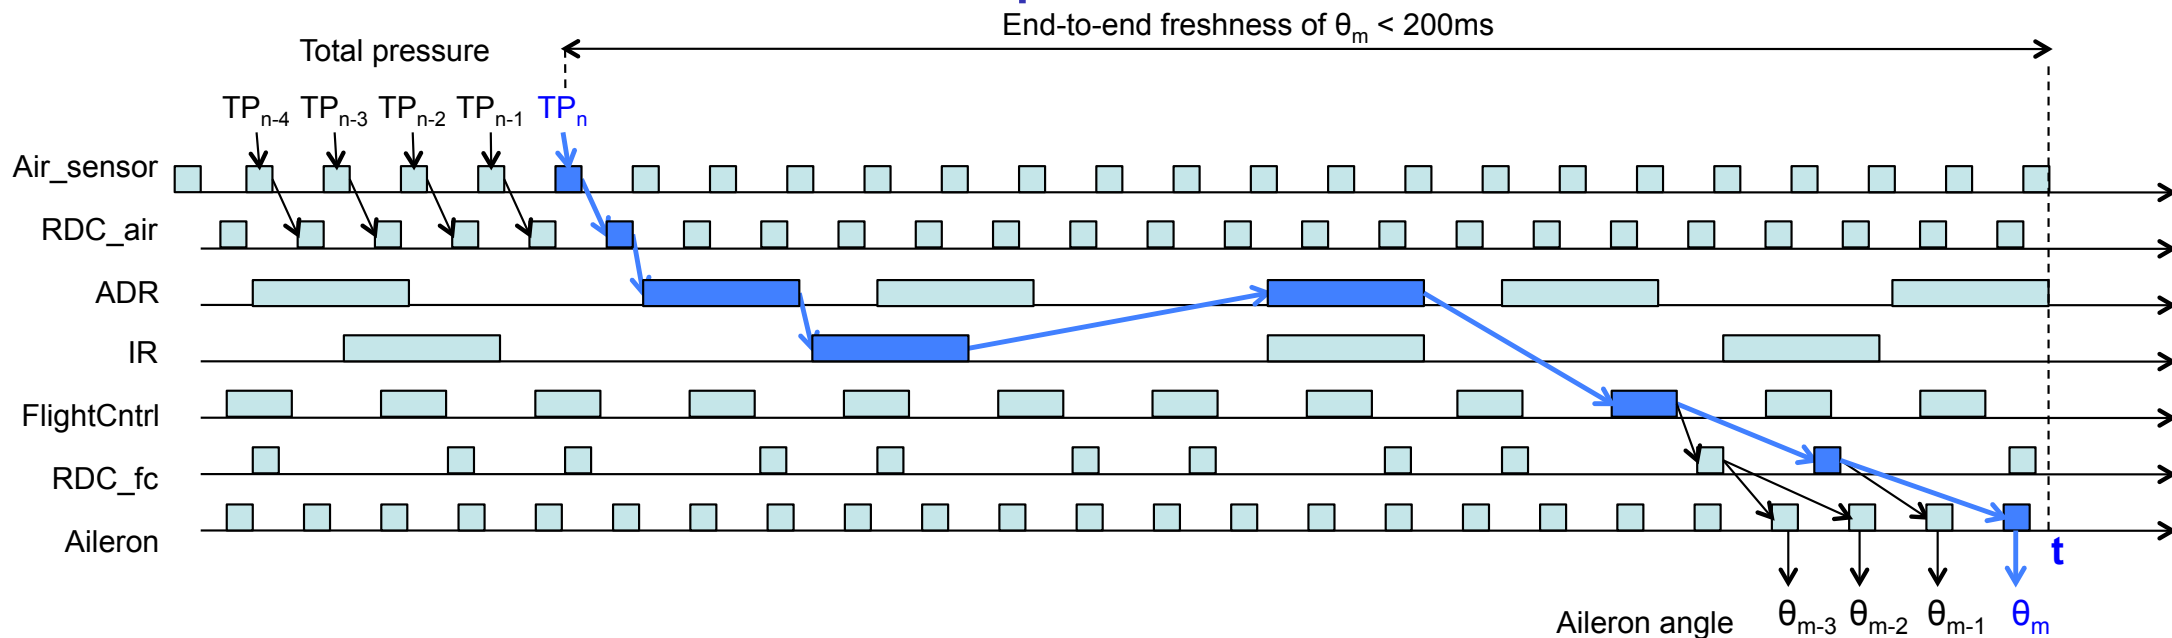 End-to-end freshness of θm < 200ms
Total pressure
TPn-4 TPn-3 TPn-2 TPn-1 TPn
Air_sensor
RDC_air
ADR
IR
FlightCntrl
RDC_fc
Aileron
t
Aileron angle θm-3 θm-2 θm-1 θm